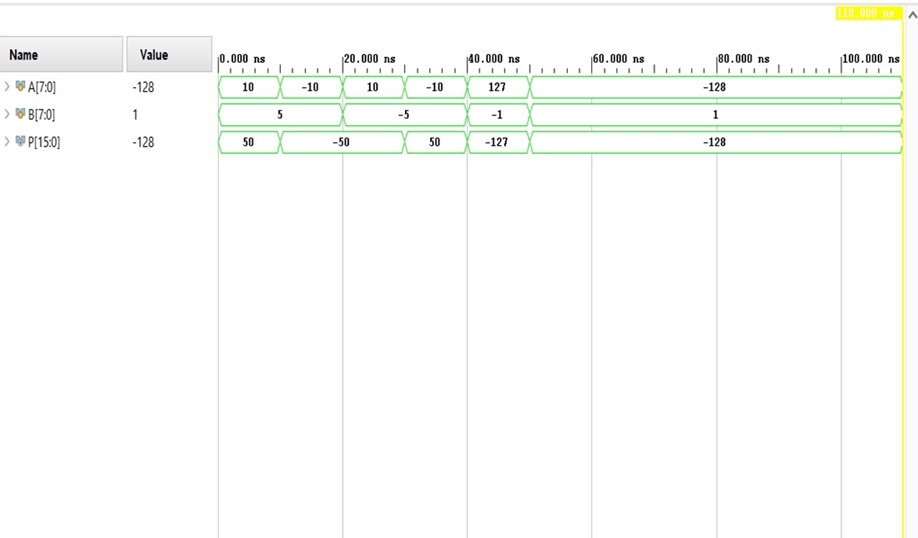 110.000 ns
Name Value
0.000 ns 20.000 ns 40.000 ns 60.000 ns 80.000 ns 100.000 ns
A[7:0] -128 10 -10 10 -10 127 -128
B[7:0] 1 5 -5 -1 1
P[15:0] -128 50 -50 50 -127 -128